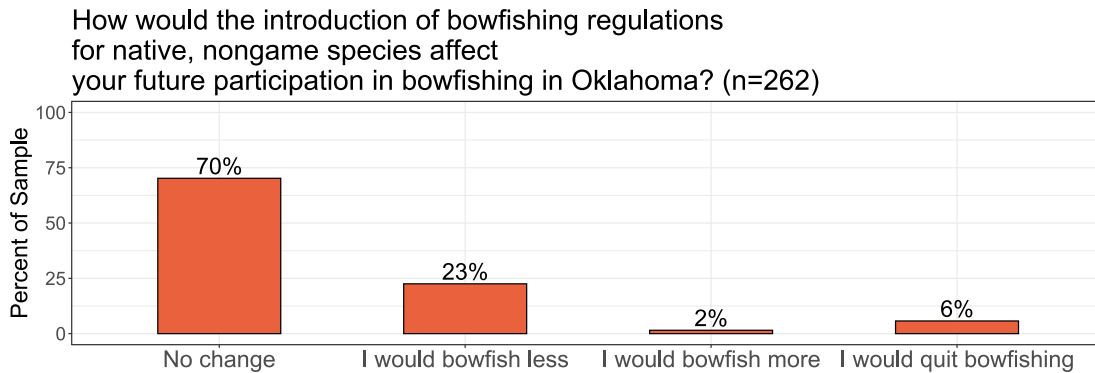 How would the introduction of bowfishing regulations
for native, nongame species affect
your future participation in bowfishing in Oklahoma? (n=262)
Percent of Sample
100
75
50
25
0
70%
23%
2%
6%
No change
I would bowfish less
I would bowfish more
I would quit bowfishing